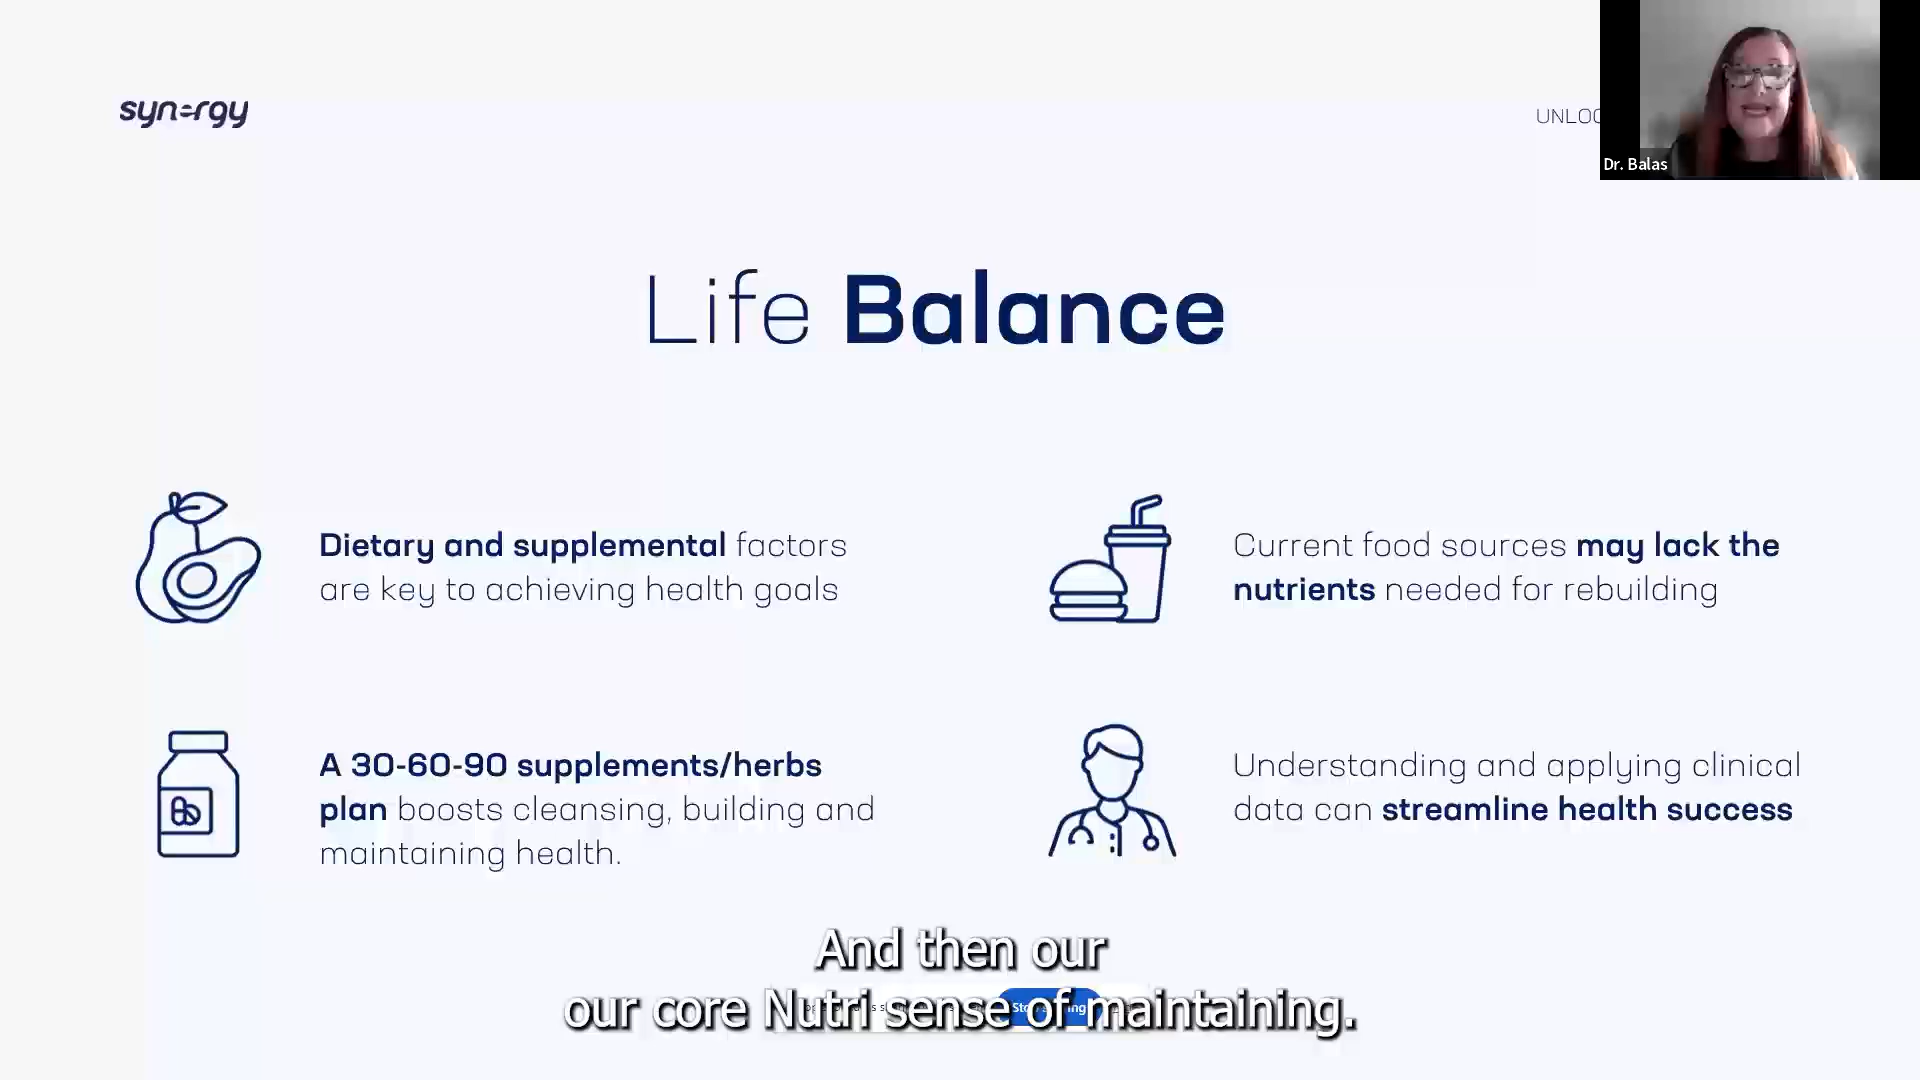 synergy
UNLOC
Dr. Balas
Life Balance
Dietary and supplemental factors
are key to achieving health goals
Current food sources may lack the
nutrients needed for rebuilding
A 30-60-90 supplements/herbs
plan boosts cleansing, building and
maintaining health.
Understanding and applying clinical
data can streamline health success
And then our
our core Nutri sense of maintaining.